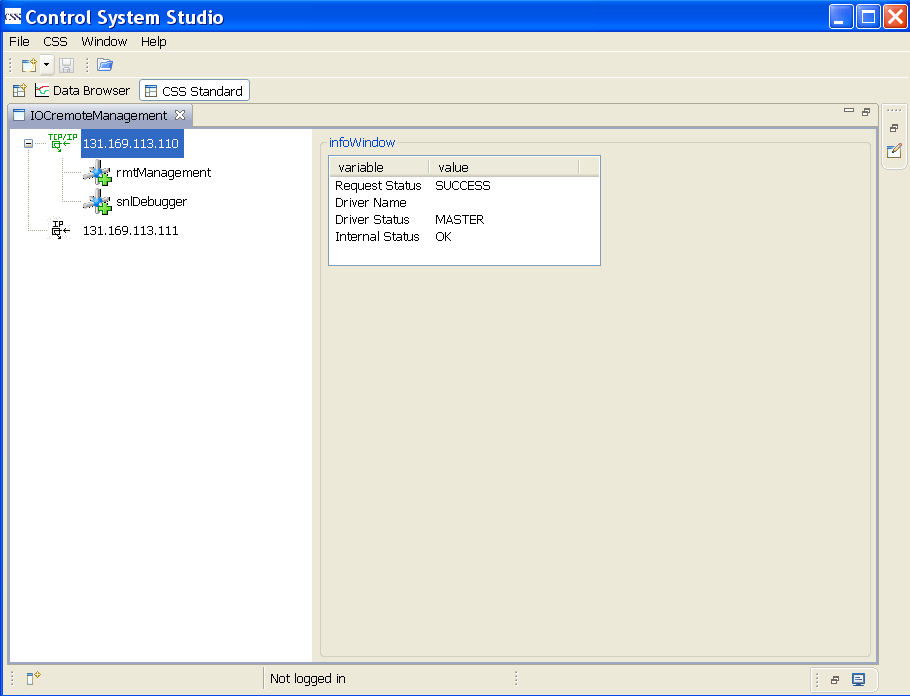 CSS Control System Studio
File CSS Window Help
Data Browser CSS Standard
IOCremoteManagement
TCP/IP 131.169.113.110
rmtManagement
snlDebugger
IP 131.169.113.111
infoWindow
variable value
Request Status SUCCESS
Driver Name
Driver Status MASTER
Internal Status OK
Not logged in